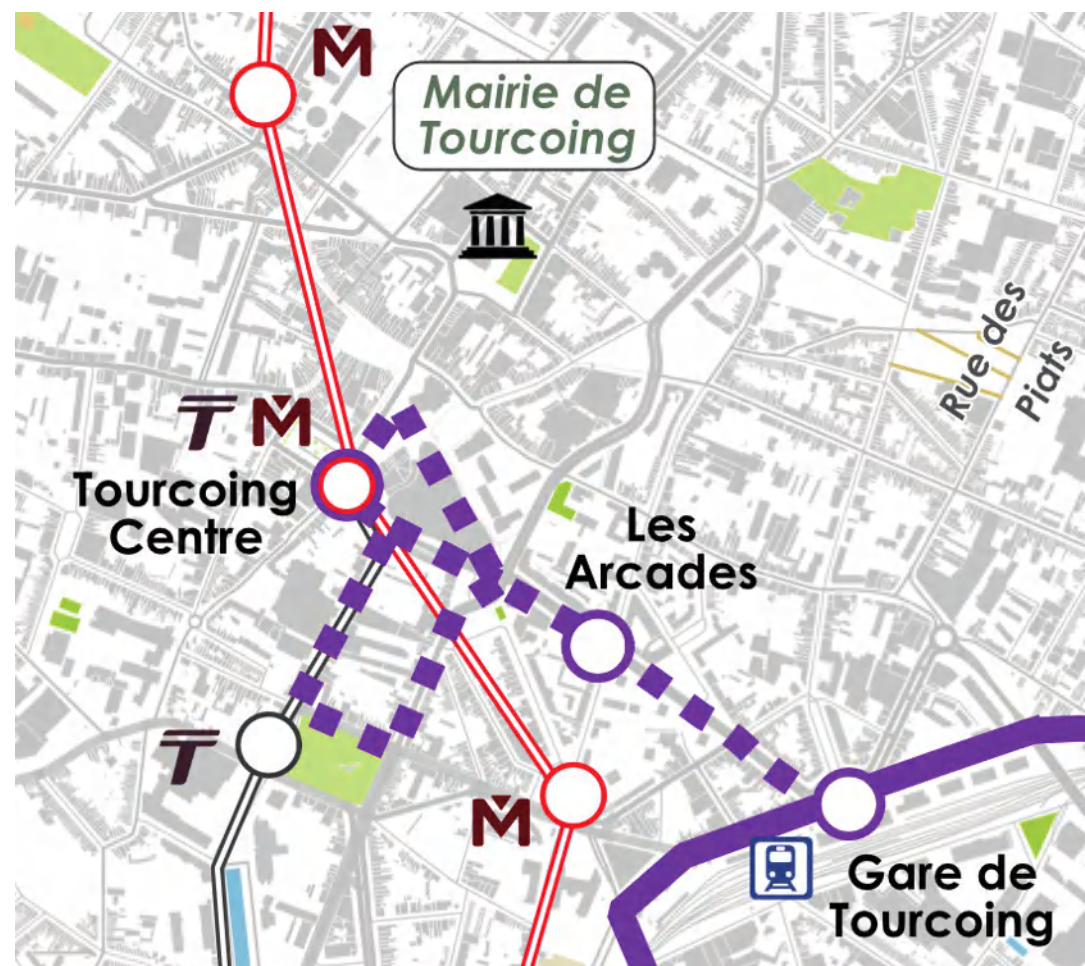 M
Mairie de
Tourcoing
Rue des
Piats
T M
Tourcoing
Centre
Les
Arcades
T
M
Gare de
Tourcoing